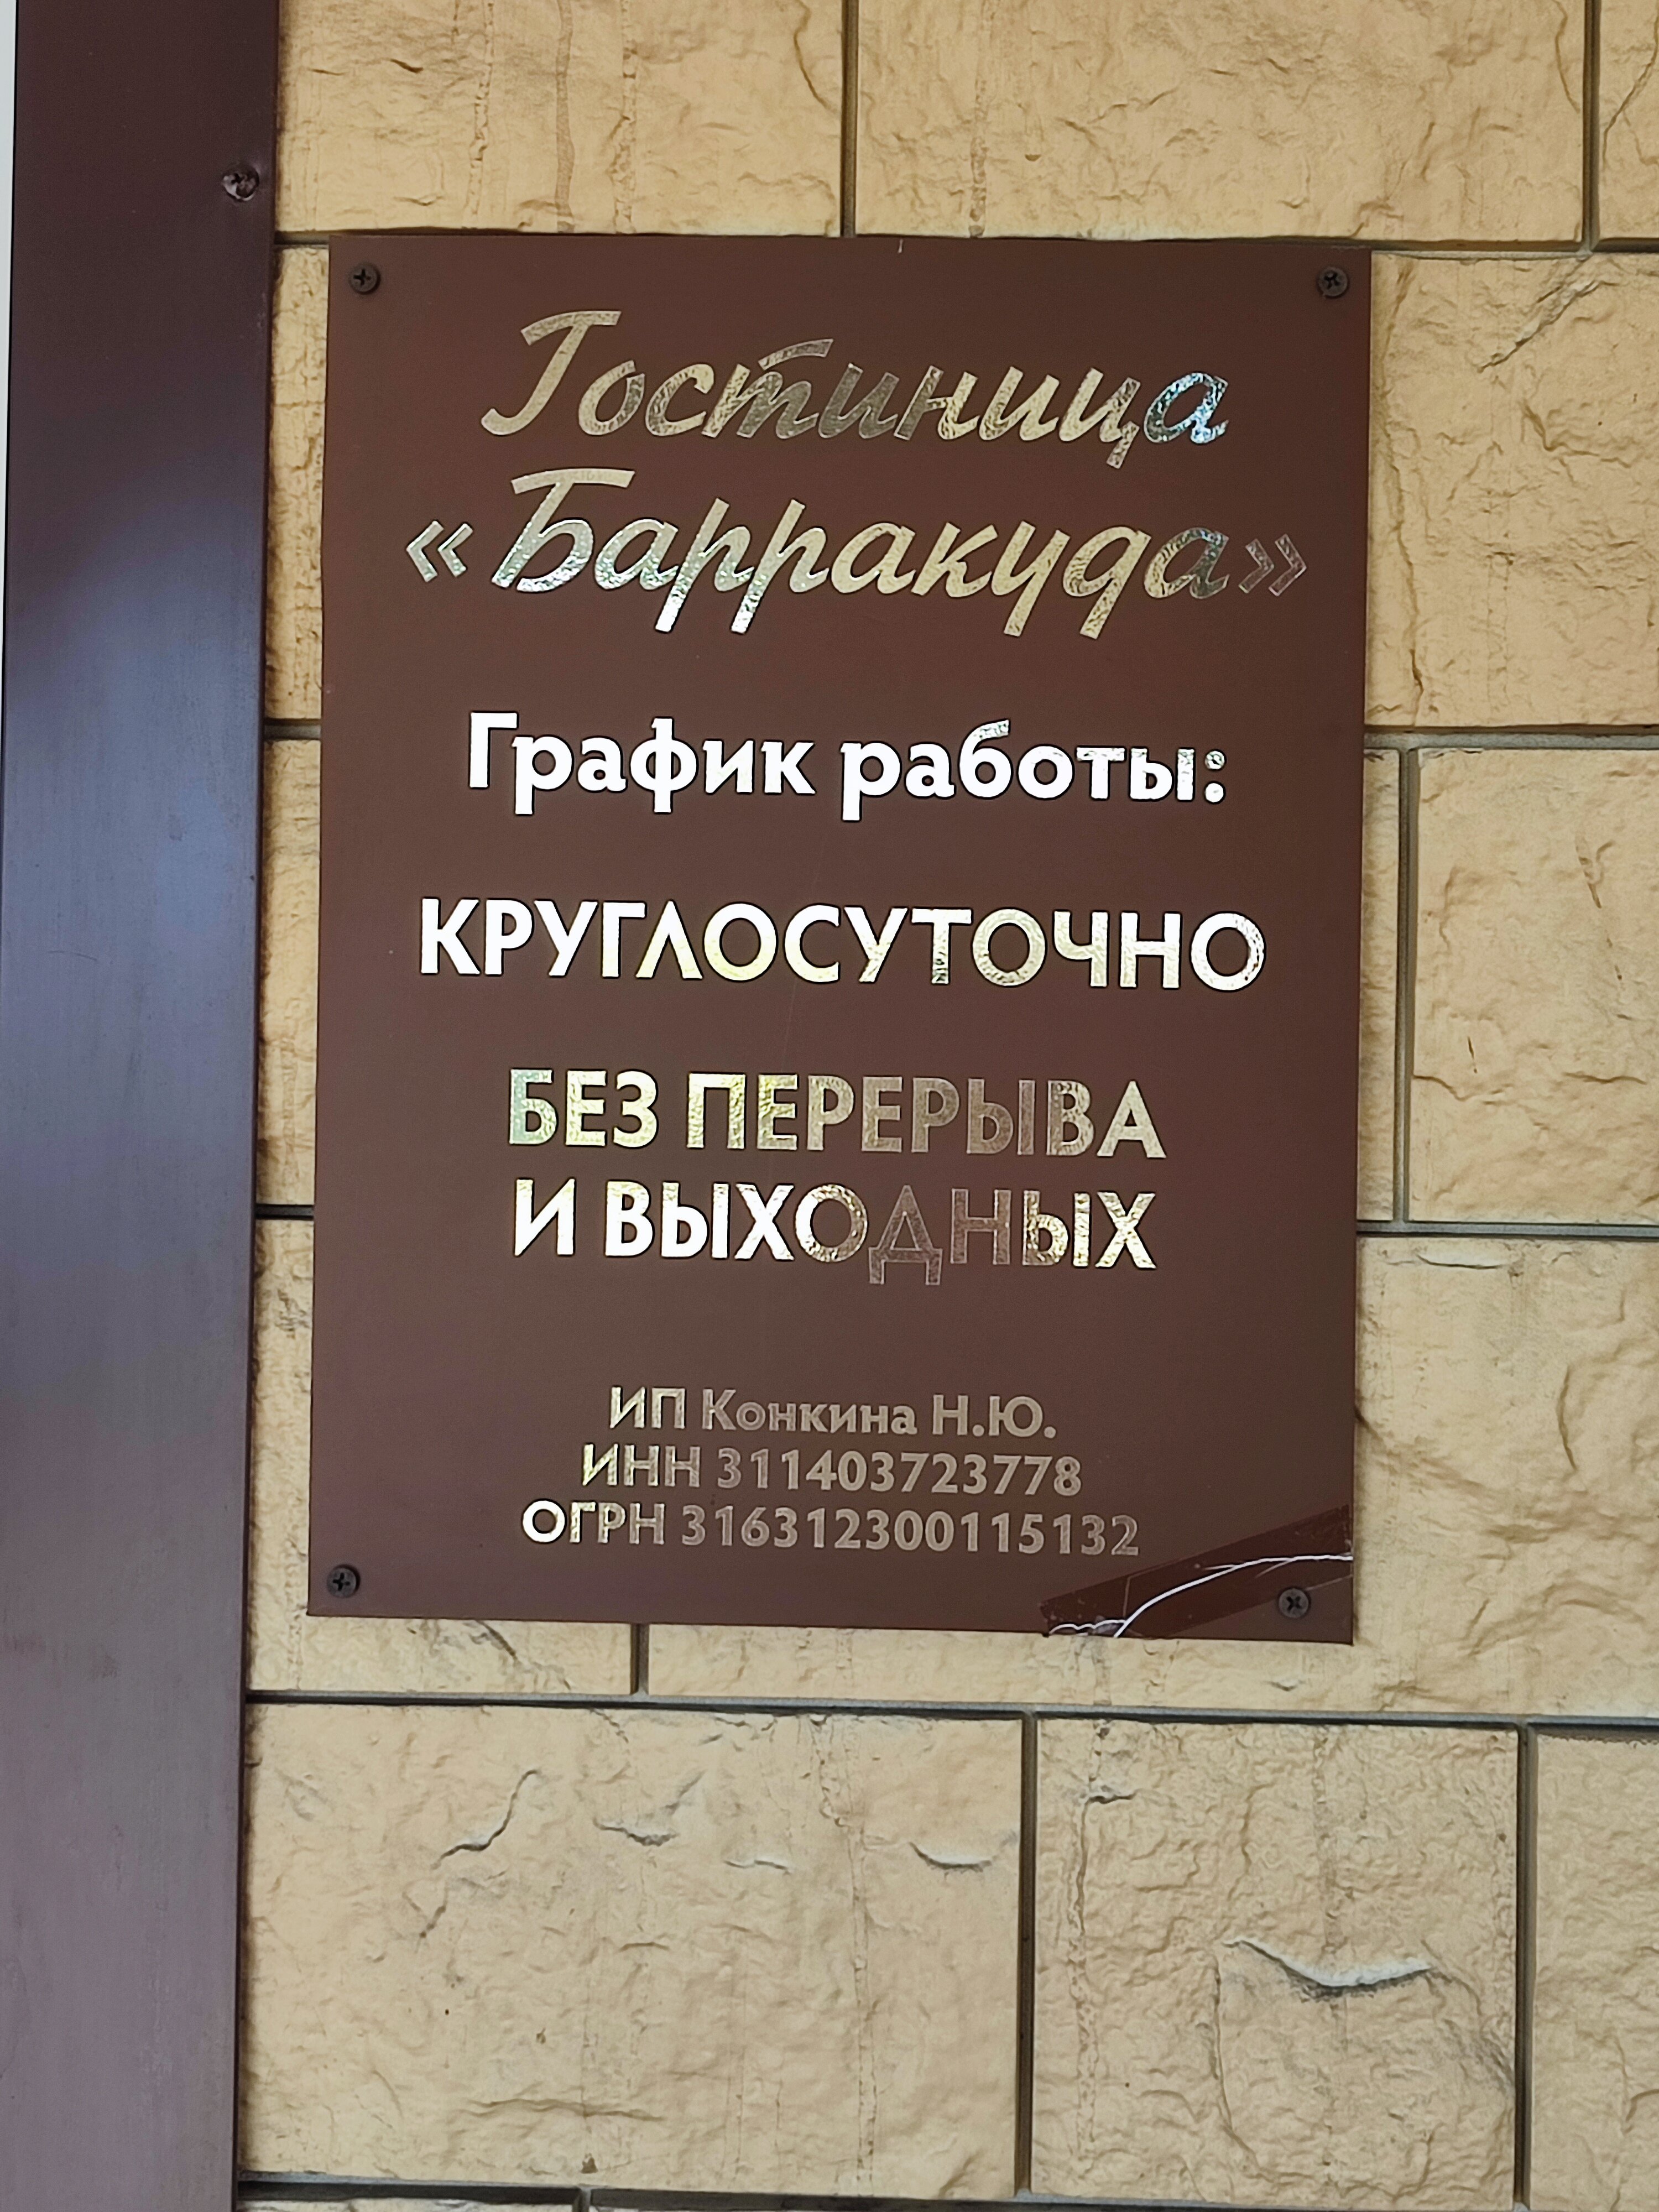 Гостиница
«Барракуда»
График работы:
КРУГЛОСУТОЧНО
БЕЗ ПЕРЕРЫВА
И ВЫХОДНЫХ
ИП Конкина Н.Ю.
ИНН 311403723778
ОГРН 316312300115132